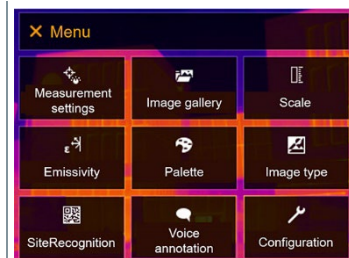 Menu
Measurement
settings
Image gallery
Scale
ε
Emissivity
Palette
Image type
SiteRecognition
Voice
annotation
Configuration